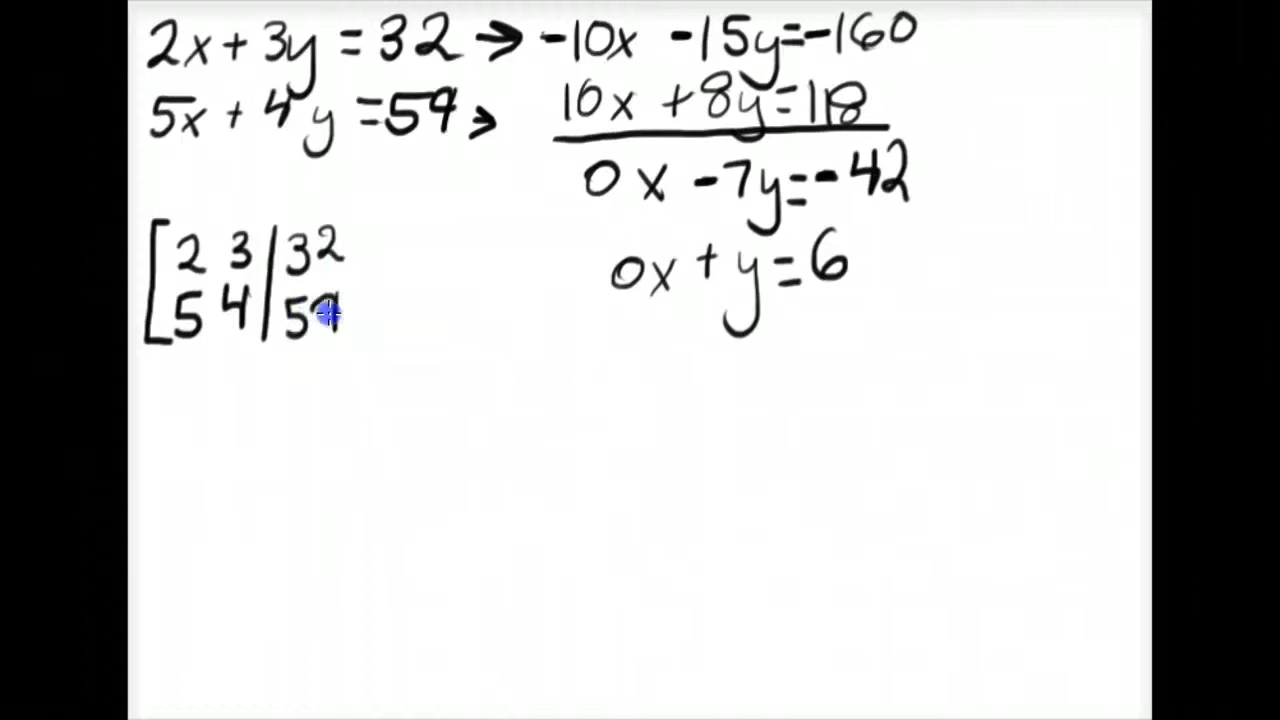 2x + 3y = 32 → -10x - 15y = -160
5x + 4y = 59 → 10x + 8y = 118
0x - 7y = -42
0x + y = 6
[2 3 | 32
5 4 | 59